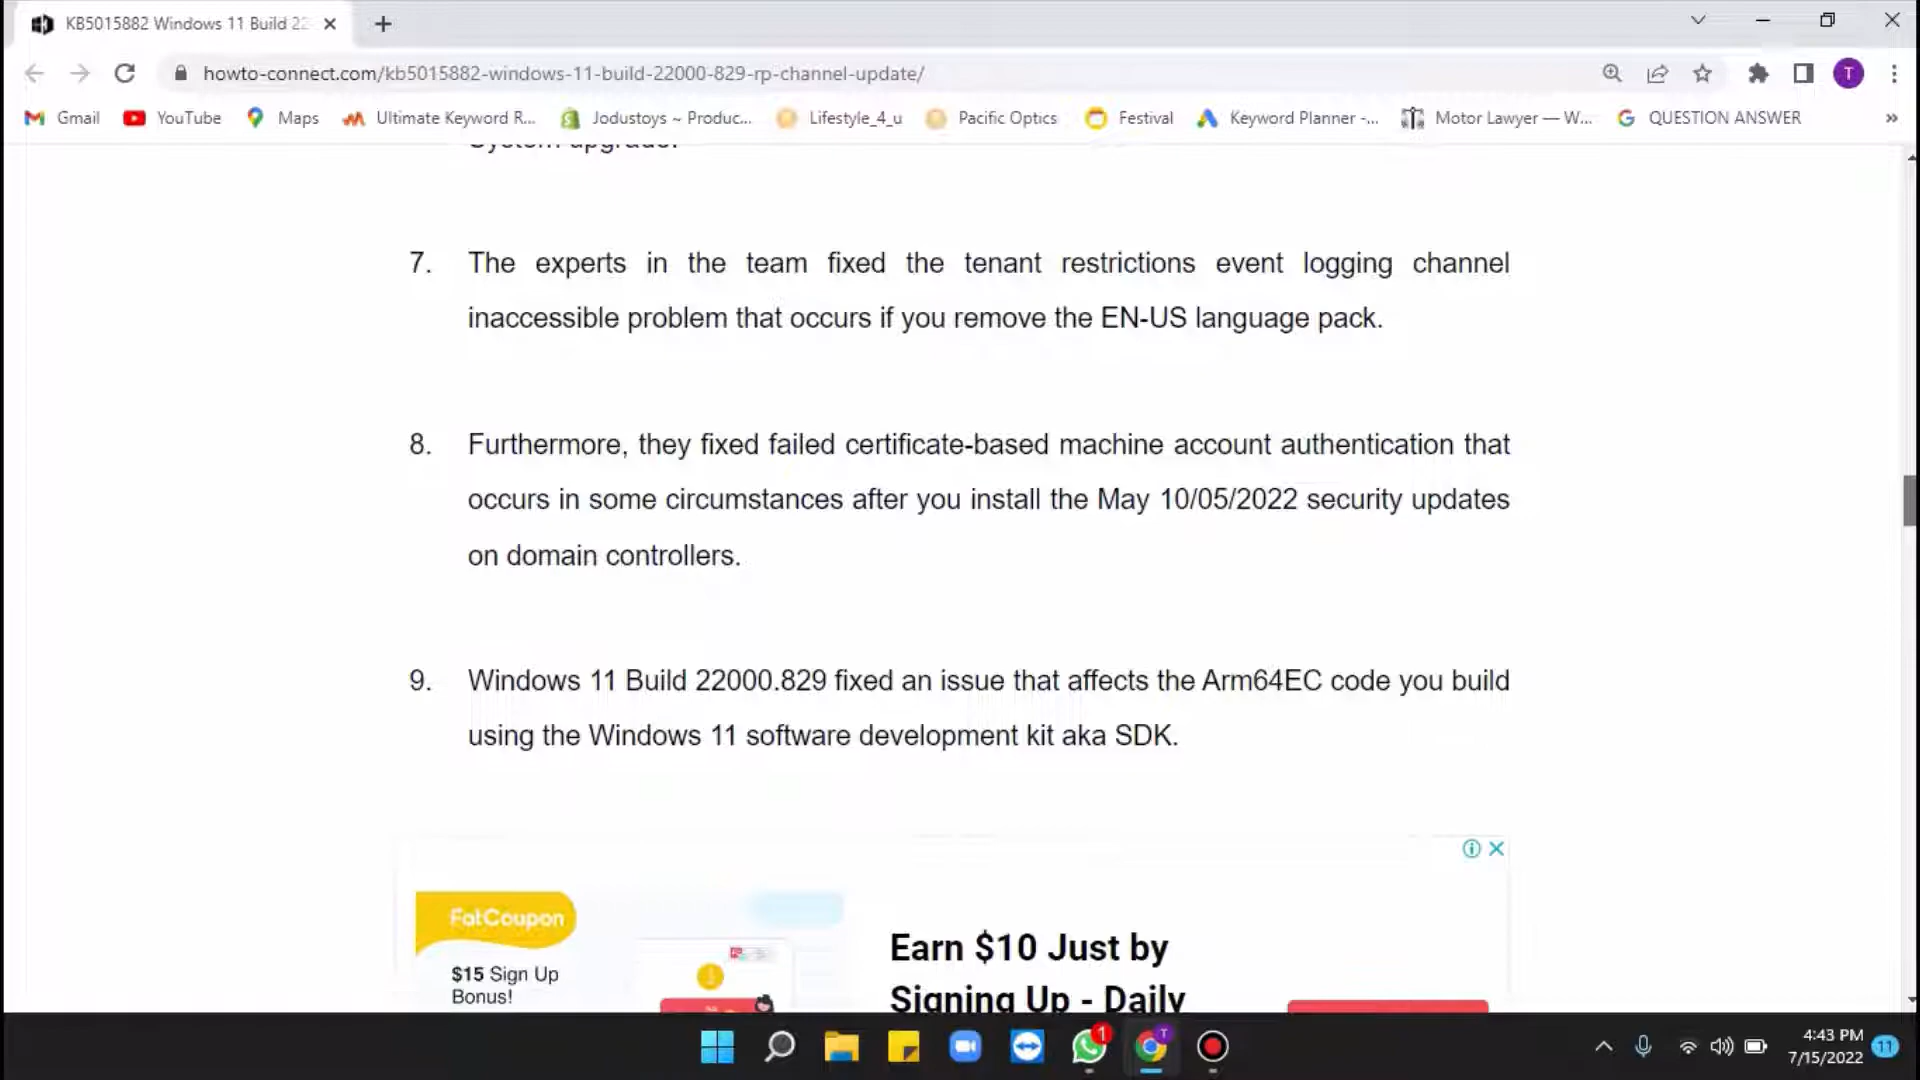 KB5015882 Windows 11 Build 22
howto-connect.com/kb5015882-windows-11-build-22000-829-rp-channel-update/
T
Gmail YouTube Maps Ultimate Keyword R... Jodustoys ~ Produc... Lifestyle_4_u Pacific Optics Festival Keyword Planner -... Motor Lawyer — W... QUESTION ANSWER »
System upgrade.
7. The experts in the team fixed the tenant restrictions event logging channel
inaccessible problem that occurs if you remove the EN-US language pack.
8. Furthermore, they fixed failed certificate-based machine account authentication that
occurs in some circumstances after you install the May 10/05/2022 security updates
on domain controllers.
9. Windows 11 Build 22000.829 fixed an issue that affects the Arm64EC code you build
using the Windows 11 software development kit aka SDK.
FatCoupon
$15 Sign Up
Bonus!
Earn $10 Just by
Signing Up - Daily
1
T
4:43 PM
7/15/2022
11